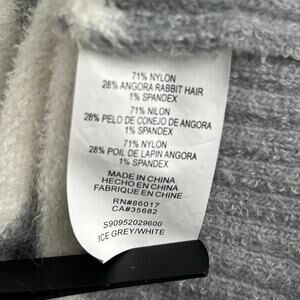 71% NYLON
28% ANGORA RABBIT HAIR
1% SPANDEX
71% NILON
28% PELO DE CONEJO DE ANGORA
1% SPANDEX
71% NYLON
28% POIL DE LAPIN ANGORA
1% SPANDEX
MADE IN CHINA
HECHO EN CHINA
FABRIQUE EN CHINE
RN#86017
CA#35682
S90952029600
ICE GREY/WHITE